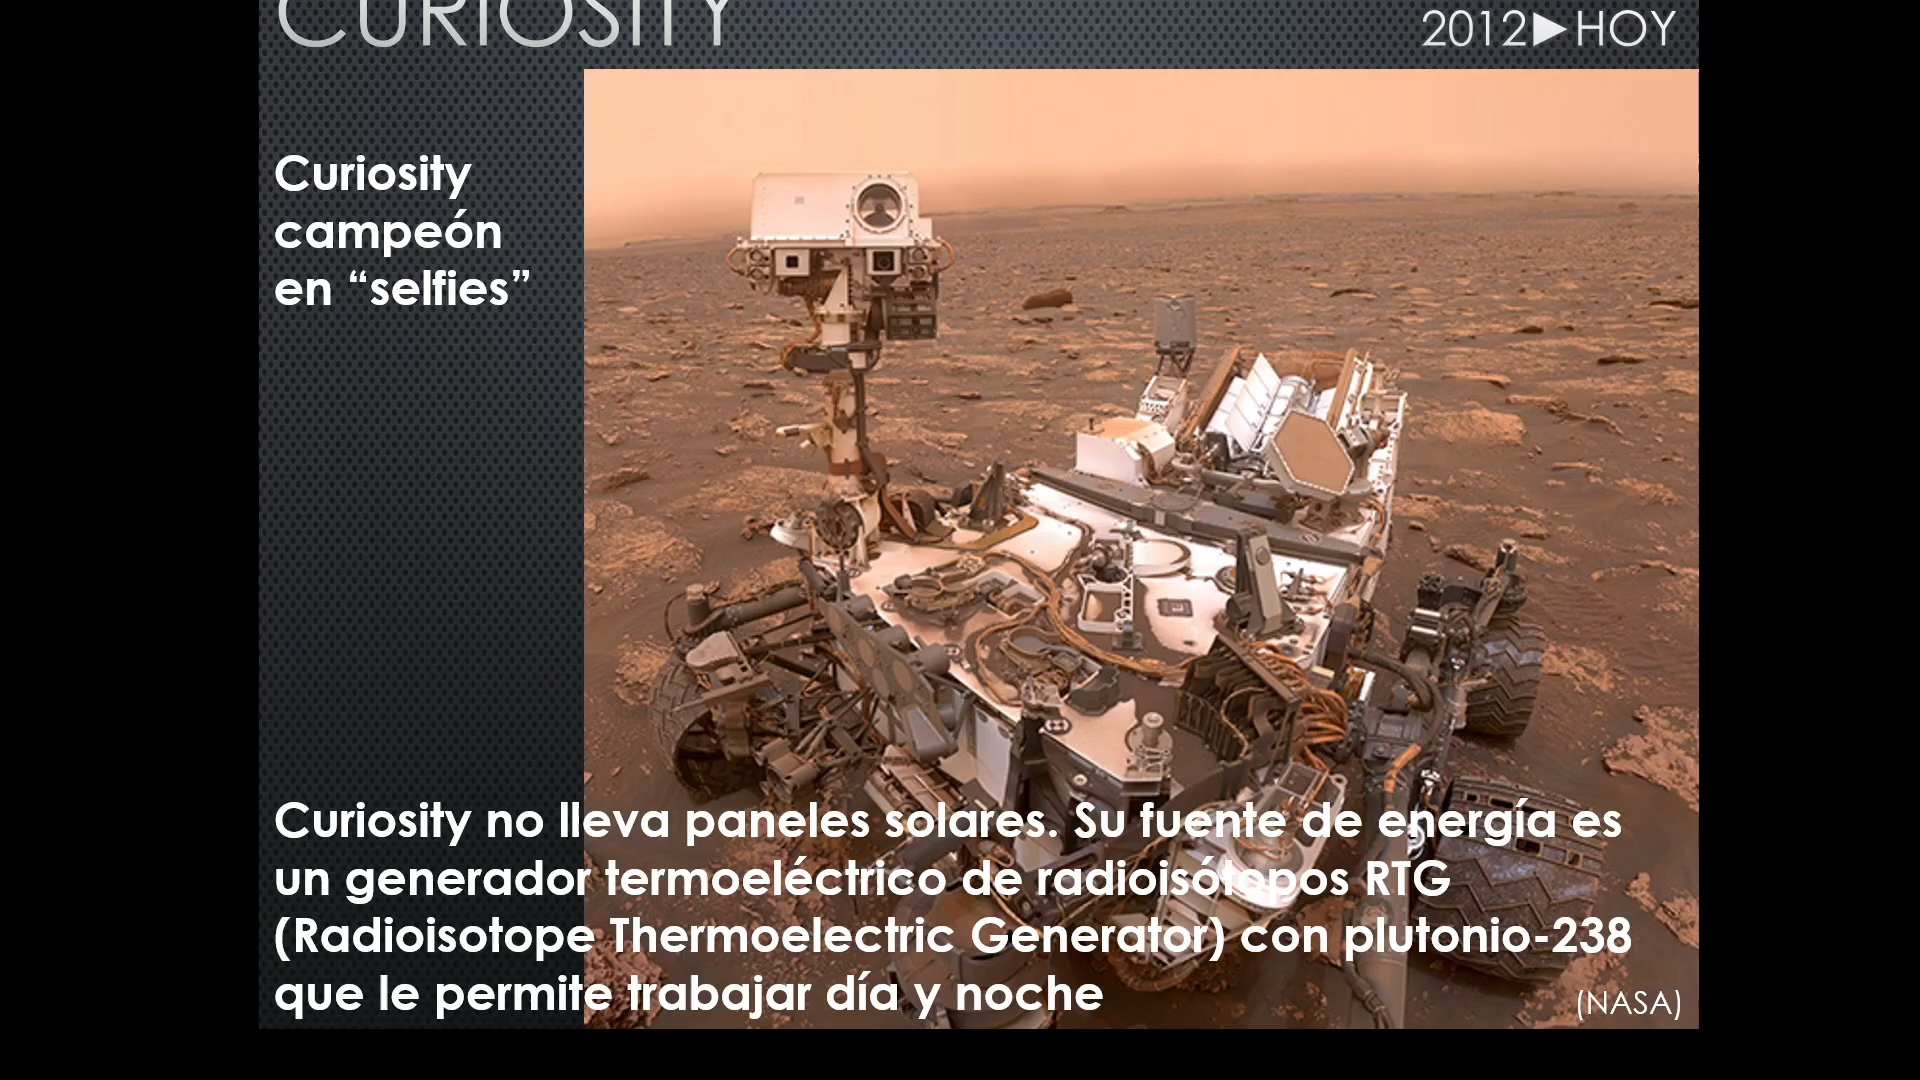 CURIOSITY
2012►HOY
Curiosity
campeón
en “selfies”
Curiosity no lleva paneles solares. Su fuente de energía es
un generador termoeléctrico de radioisótopos RTG
(Radioisotope Thermoelectric Generator) con plutonio-238
que le permite trabajar día y noche
(NASA)